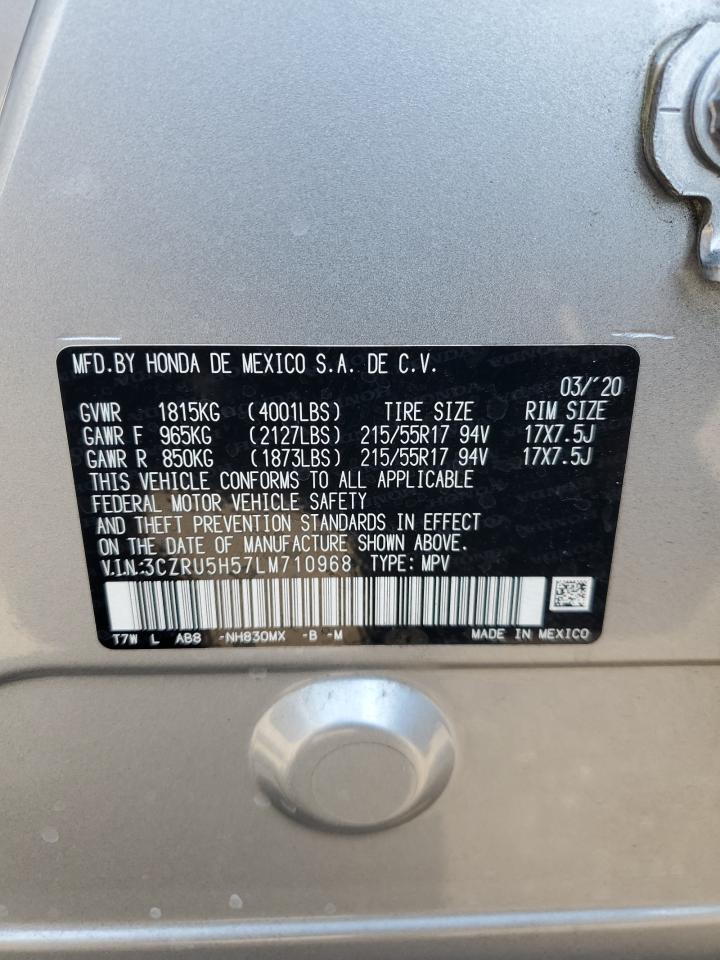 MFD.BY HONDA DE MEXICO S.A. DE C.V.
03/´20
GVWR 1815KG (4001LBS) TIRE SIZE RIM SIZE
GAWR F 965KG (2127LBS) 215/55R17 94V 17X7.5J
GAWR R 850KG (1873LBS) 215/55R17 94V 17X7.5J
THIS VEHICLE CONFORMS TO ALL APPLICABLE
FEDERAL MOTOR VEHICLE SAFETY
AND THEFT PREVENTION STANDARDS IN EFFECT
ON THE DATE OF MANUFACTURE SHOWN ABOVE.
V.I.N.:3CZRU5H57LM710968 TYPE: MPV
T7W L AB8 -NH830MX -B -M MADE IN MEXICO